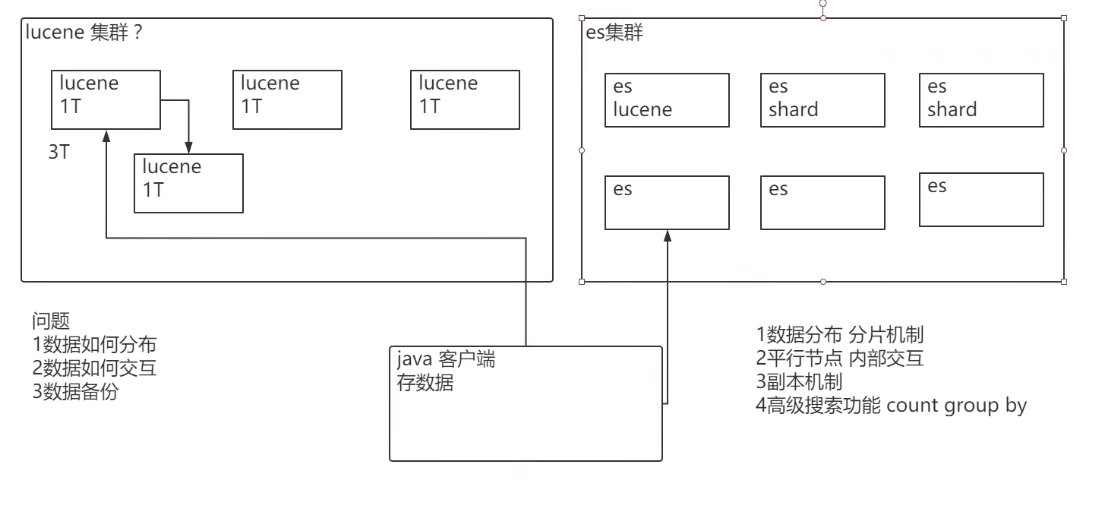 lucene 集群？
lucene
1T
lucene
1T
lucene
1T
3T
lucene
1T
es集群
es
lucene
es
shard
es
shard
es
es
es
问题
1数据如何分布
2数据如何交互
3数据备份
java 客户端
存数据
1数据分布 分片机制
2平行节点 内部交互
3副本机制
4高级搜索功能 count group by